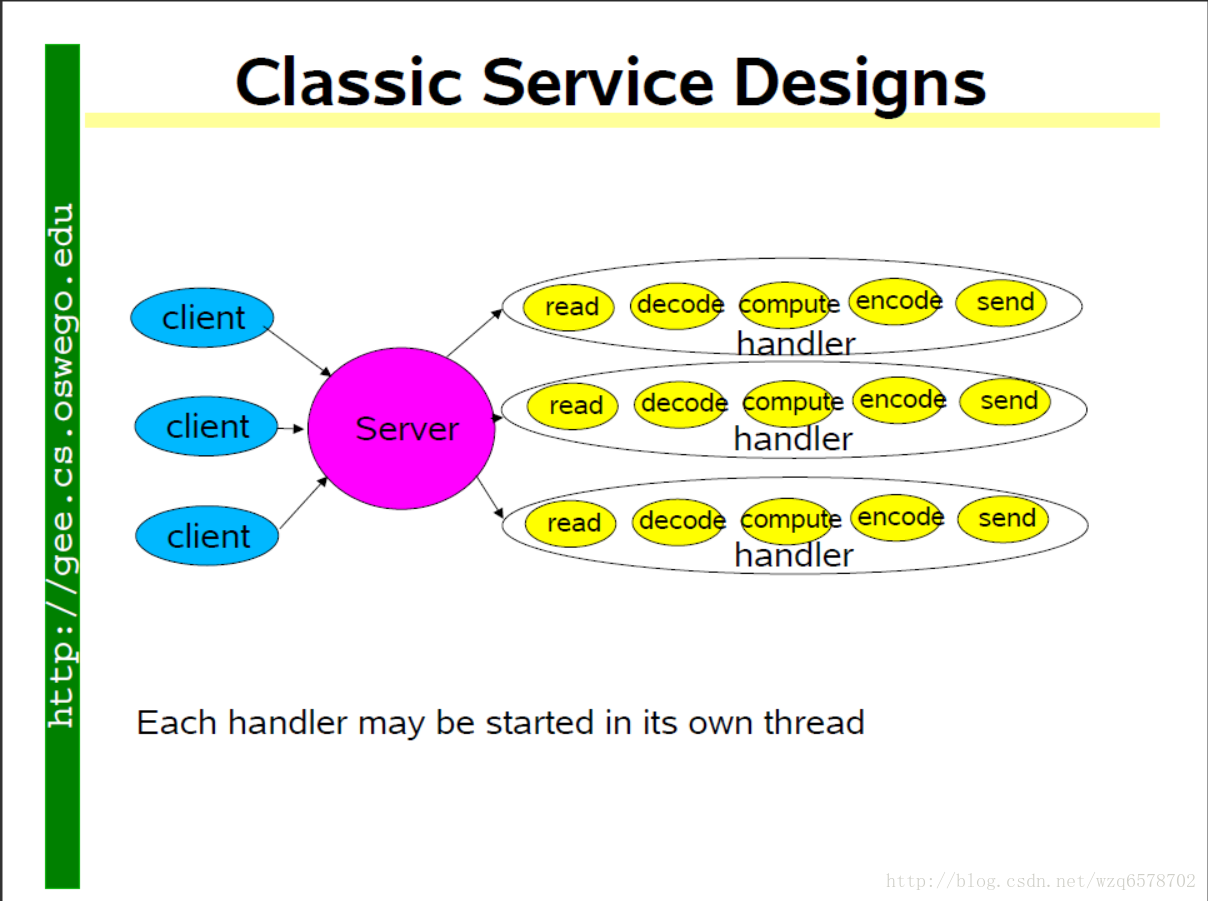 Classic Service Designs
http://gee.cs.oswego.edu
client
client
client
Server
read decode compute encode send
handler
read decode compute encode send
handler
read decode compute encode send
handler
Each handler may be started in its own thread
http://blog.csdn.net/wzq6578702